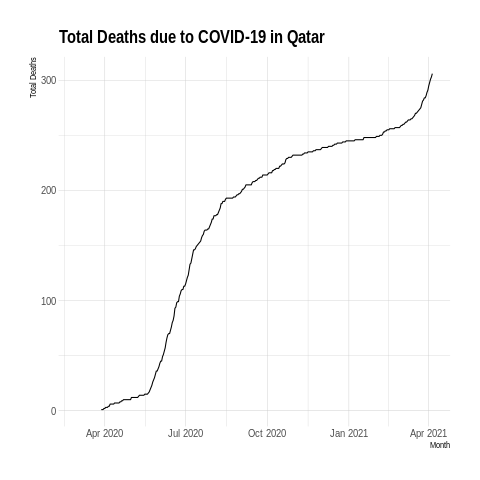 Total Deaths due to COVID-19 in Qatar
Total Deaths
300
200
100
0
Apr 2020 Jul 2020 Oct 2020 Jan 2021 Apr 2021
Month